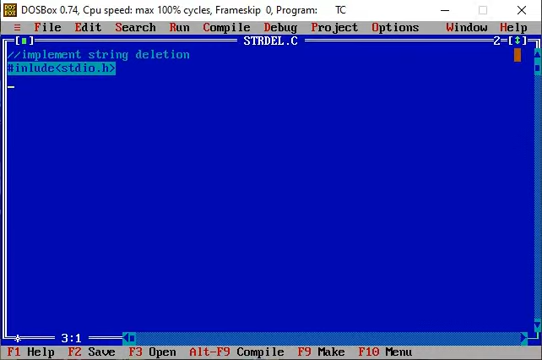 DOSBox 0.74, Cpu speed: max 100% cycles, Frameskip 0, Program: TC
≡ File Edit Search Run Compile Debug Project Options Window Help
[■] STRDEL.C 2=[↕]
//implement string deletion
#inlude<stdio.h>
3:1
F1 Help F2 Save F3 Open Alt-F9 Compile F9 Make F10 Menu